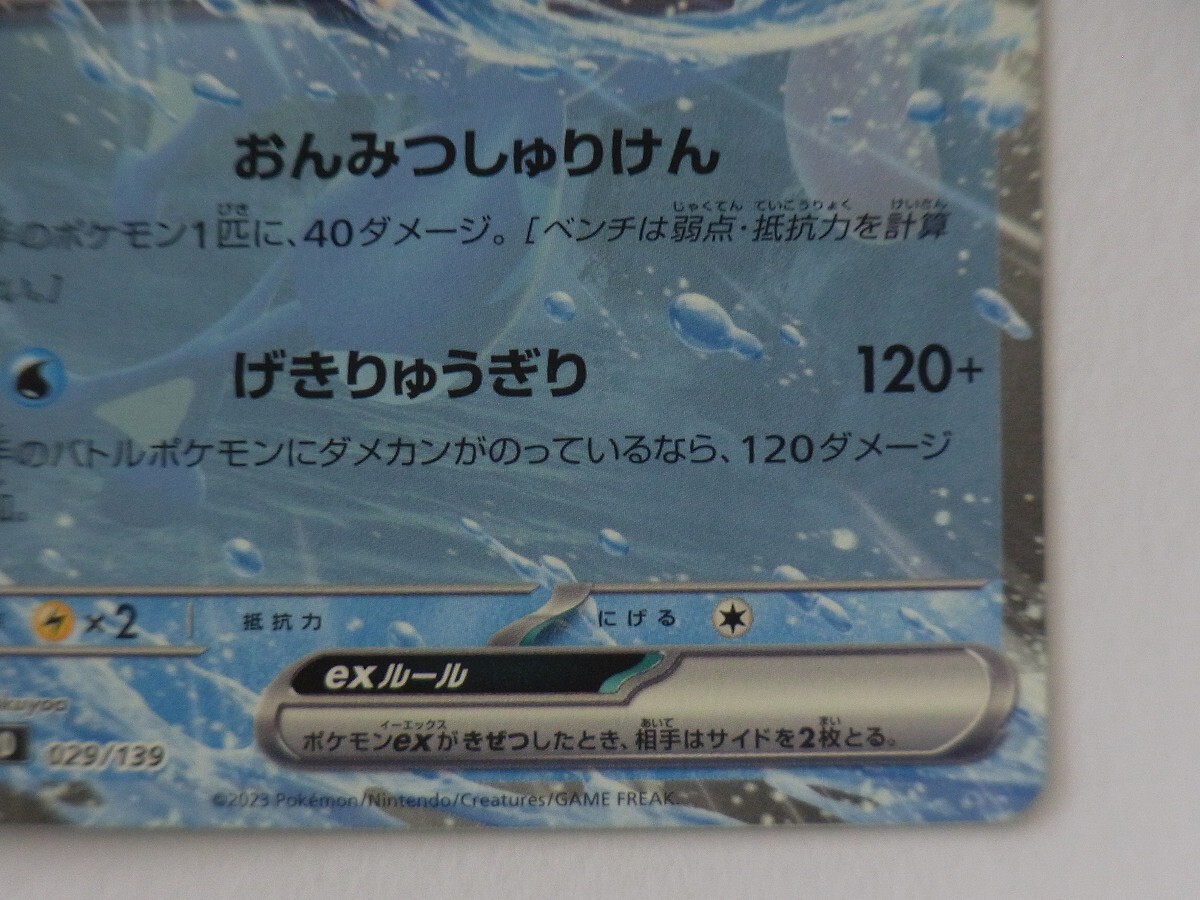 おんみつしゅりけん
手のポケモン1匹に、40ダメージ。[ベンチは弱点・抵抗力を計算
ない。]
げきりゅうぎり 120+
手のバトルポケモンにダメカンがのっているなら、120ダメージ
加。
×2 抵抗力 にげる
exルール
ポケモンexがきぜつしたとき、相手はサイドを2枚とる。
kuyoo
D 029/139
©2023 Pokémon/Nintendo/Creatures/GAME FREAK.